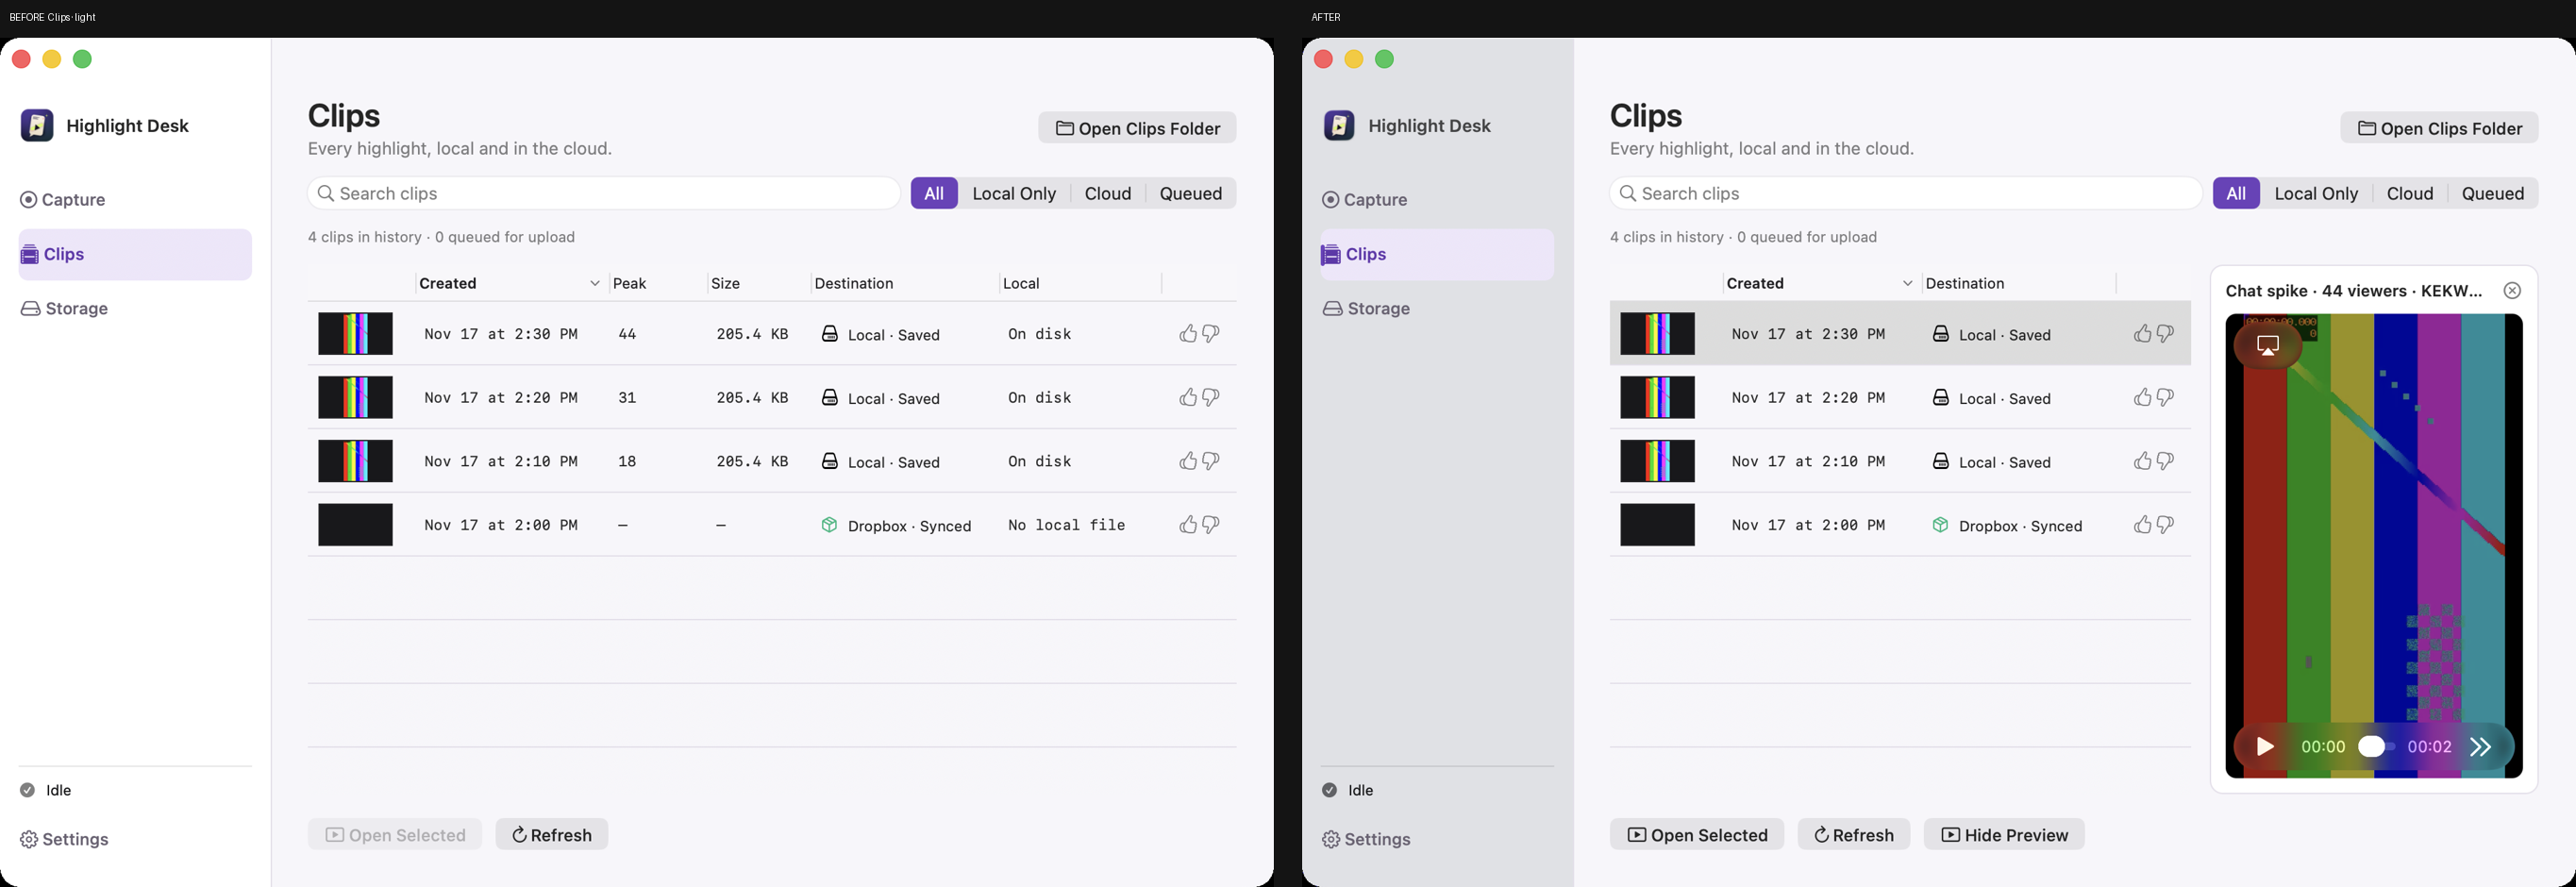 BEFORE Clips·light
Highlight Desk
Capture
Clips
Storage
Idle
Settings
Clips
Every highlight, local and in the cloud.
Open Clips Folder
Search clips
All Local Only Cloud Queued
4 clips in history · 0 queued for upload
Created Peak Size Destination Local
Nov 17 at 2:30 PM 44 205.4 KB Local · Saved On disk
Nov 17 at 2:20 PM 31 205.4 KB Local · Saved On disk
Nov 17 at 2:10 PM 18 205.4 KB Local · Saved On disk
Nov 17 at 2:00 PM — — Dropbox · Synced No local file
Open Selected Refresh
AFTER
Highlight Desk
Capture
Clips
Storage
Idle
Settings
Clips
Every highlight, local and in the cloud.
Open Clips Folder
Search clips
All Local Only Cloud Queued
4 clips in history · 0 queued for upload
Created Destination
Nov 17 at 2:30 PM Local · Saved
Nov 17 at 2:20 PM Local · Saved
Nov 17 at 2:10 PM Local · Saved
Nov 17 at 2:00 PM Dropbox · Synced
Chat spike · 44 viewers · KEKW...
00:00 00:02
Open Selected Refresh Hide Preview